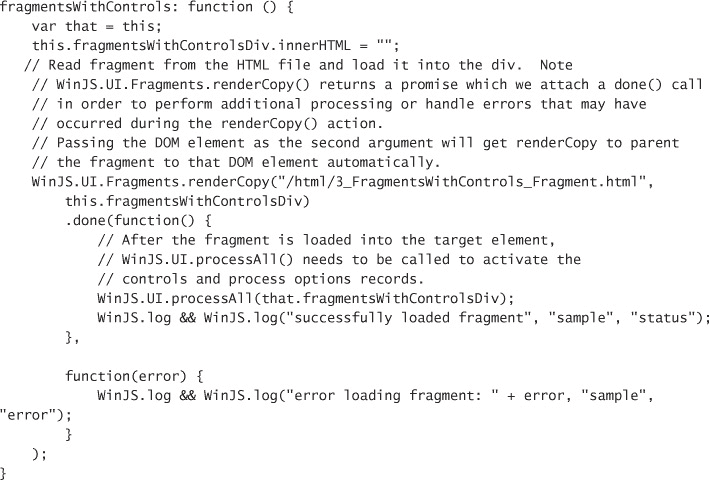 fragmentsWithControls: function () {
    var that = this;
    this.fragmentsWithControlsDiv.innerHTML = "";
   // Read fragment from the HTML file and load it into the div.  Note
    // WinJS.UI.Fragments.renderCopy() returns a promise which we attach a done() call
    // in order to perform additional processing or handle errors that may have
    // occurred during the renderCopy() action.
    // Passing the DOM element as the second argument will get renderCopy to parent
    // the fragment to that DOM element automatically.
    WinJS.UI.Fragments.renderCopy("/html/3_FragmentsWithControls_Fragment.html",
        this.fragmentsWithControlsDiv)
        .done(function() {
            // After the fragment is loaded into the target element,
            // WinJS.UI.processAll() needs to be called to activate the
            // controls and process options records.
            WinJS.UI.processAll(that.fragmentsWithControlsDiv);
            WinJS.log && WinJS.log("successfully loaded fragment", "sample", "status");
        },

        function(error) {
            WinJS.log && WinJS.log("error loading fragment: " + error, "sample",
"error");
        }
    );
}